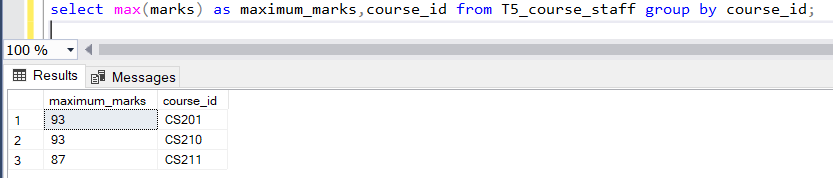 select max(marks) as maximum_marks,course_id from T5_course_staff group by course_id;
100 %
Results Messages
maximum_marks course_id
1 93 CS201
2 93 CS210
3 87 CS211